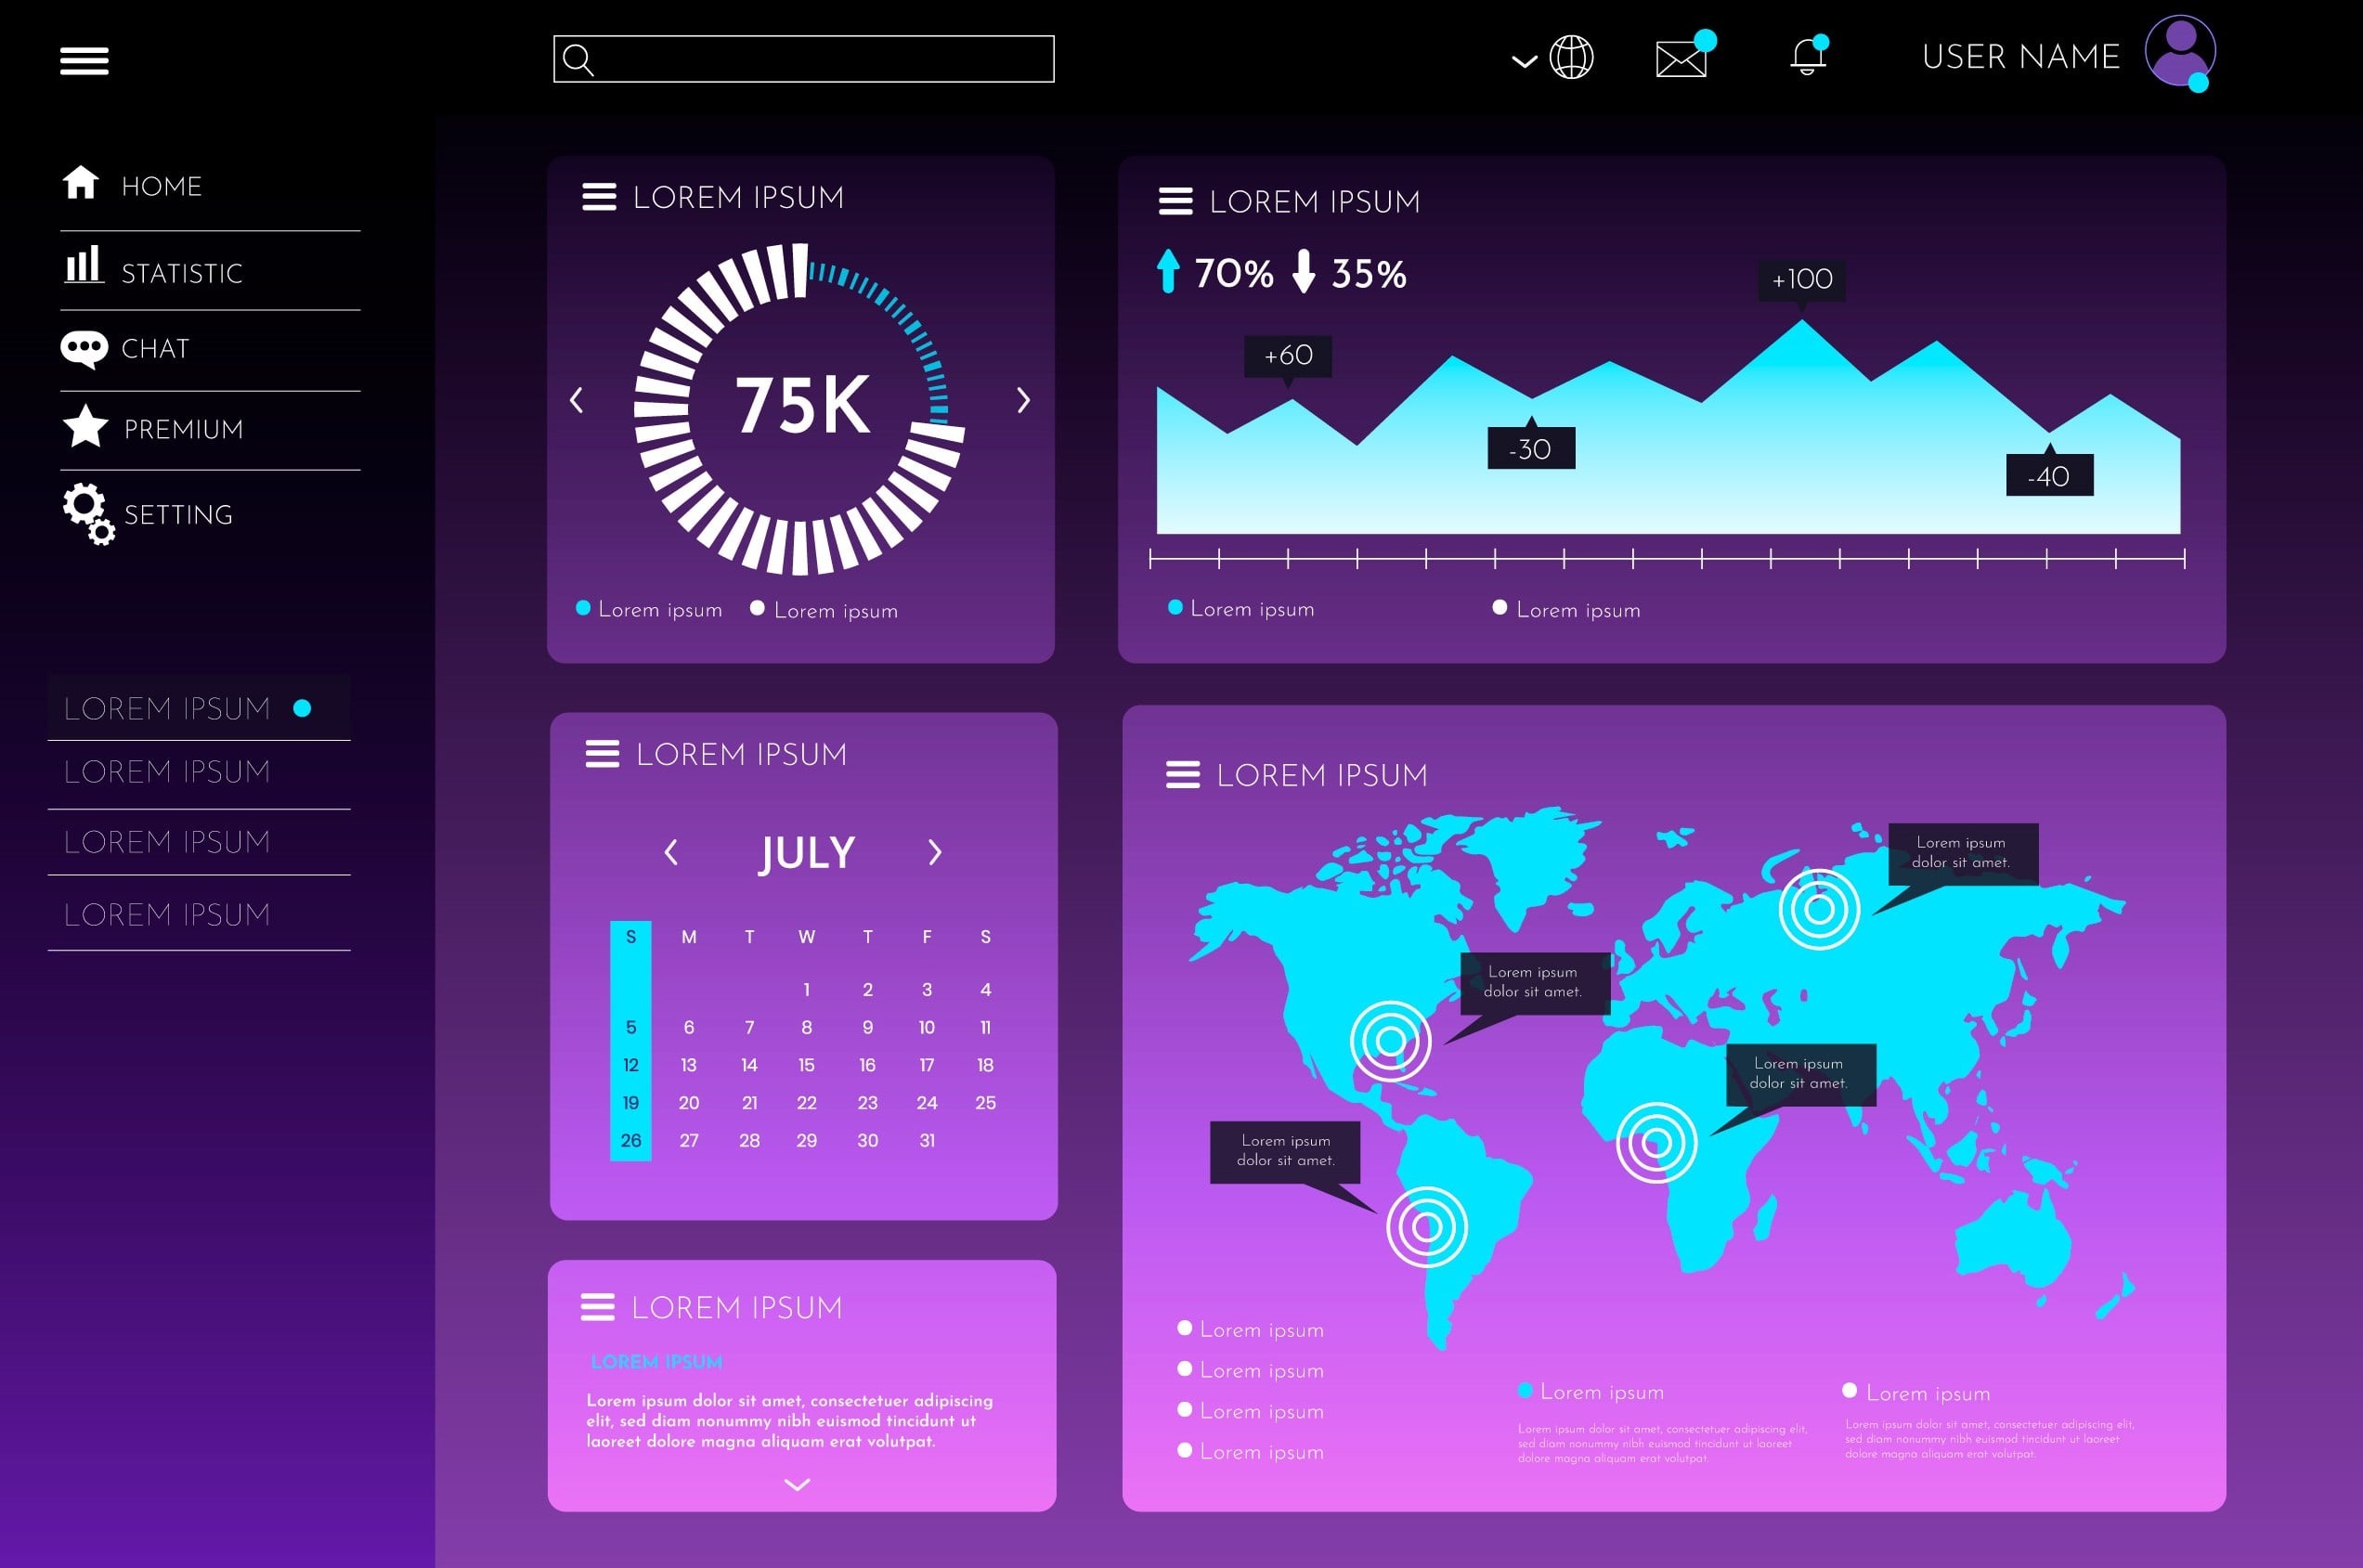 USER NAME
HOME
STATISTIC
CHAT
PREMIUM
SETTING
LOREM IPSUM
LOREM IPSUM
LOREM IPSUM
LOREM IPSUM
LOREM IPSUM
75K
Lorem ipsum Lorem ipsum
LOREM IPSUM
70% 35%
+60
+100
-30
-40
Lorem ipsum Lorem ipsum
LOREM IPSUM
JULY
S M T W T F S
1 2 3 4
5 6 7 8 9 10 11
12 13 14 15 16 17 18
19 20 21 22 23 24 25
26 27 28 29 30 31
LOREM IPSUM
LOREM IPSUM
Lorem ipsum dolor sit amet, consectetuer adipiscing
elit, sed diam nonummy nibh euismod tincidunt ut
laoreet dolore magna aliquam erat volutpat.
LOREM IPSUM
Lorem ipsum
dolor sit amet.
Lorem ipsum
dolor sit amet.
Lorem ipsum
dolor sit amet.
Lorem ipsum
dolor sit amet.
Lorem ipsum
Lorem ipsum
Lorem ipsum
Lorem ipsum
Lorem ipsum
Lorem ipsum dolor sit amet, consectetuer adipiscing elit,
sed diam nonummy nibh euismod tincidunt ut laoreet
dolore magna aliquam erat volutpat.
Lorem ipsum
Lorem ipsum dolor sit amet, consectetuer adipiscing elit,
sed diam nonummy nibh euismod tincidunt ut laoreet
dolore magna aliquam erat volutpat.